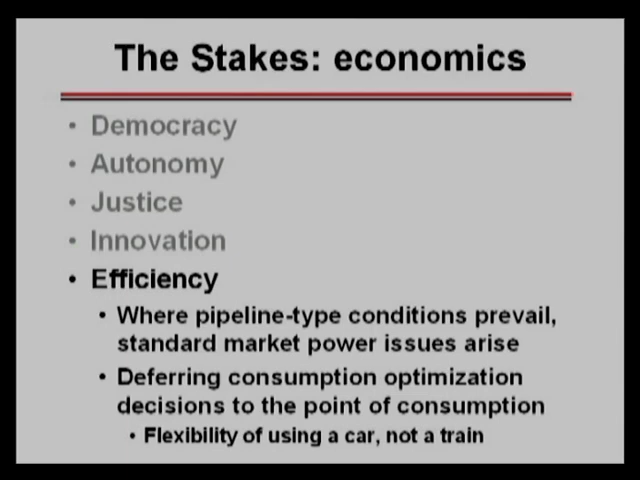 The Stakes: economics
• Democracy
• Autonomy
• Justice
• Innovation
• Efficiency
• Where pipeline-type conditions prevail,
standard market power issues arise
• Deferring consumption optimization
decisions to the point of consumption
• Flexibility of using a car, not a train